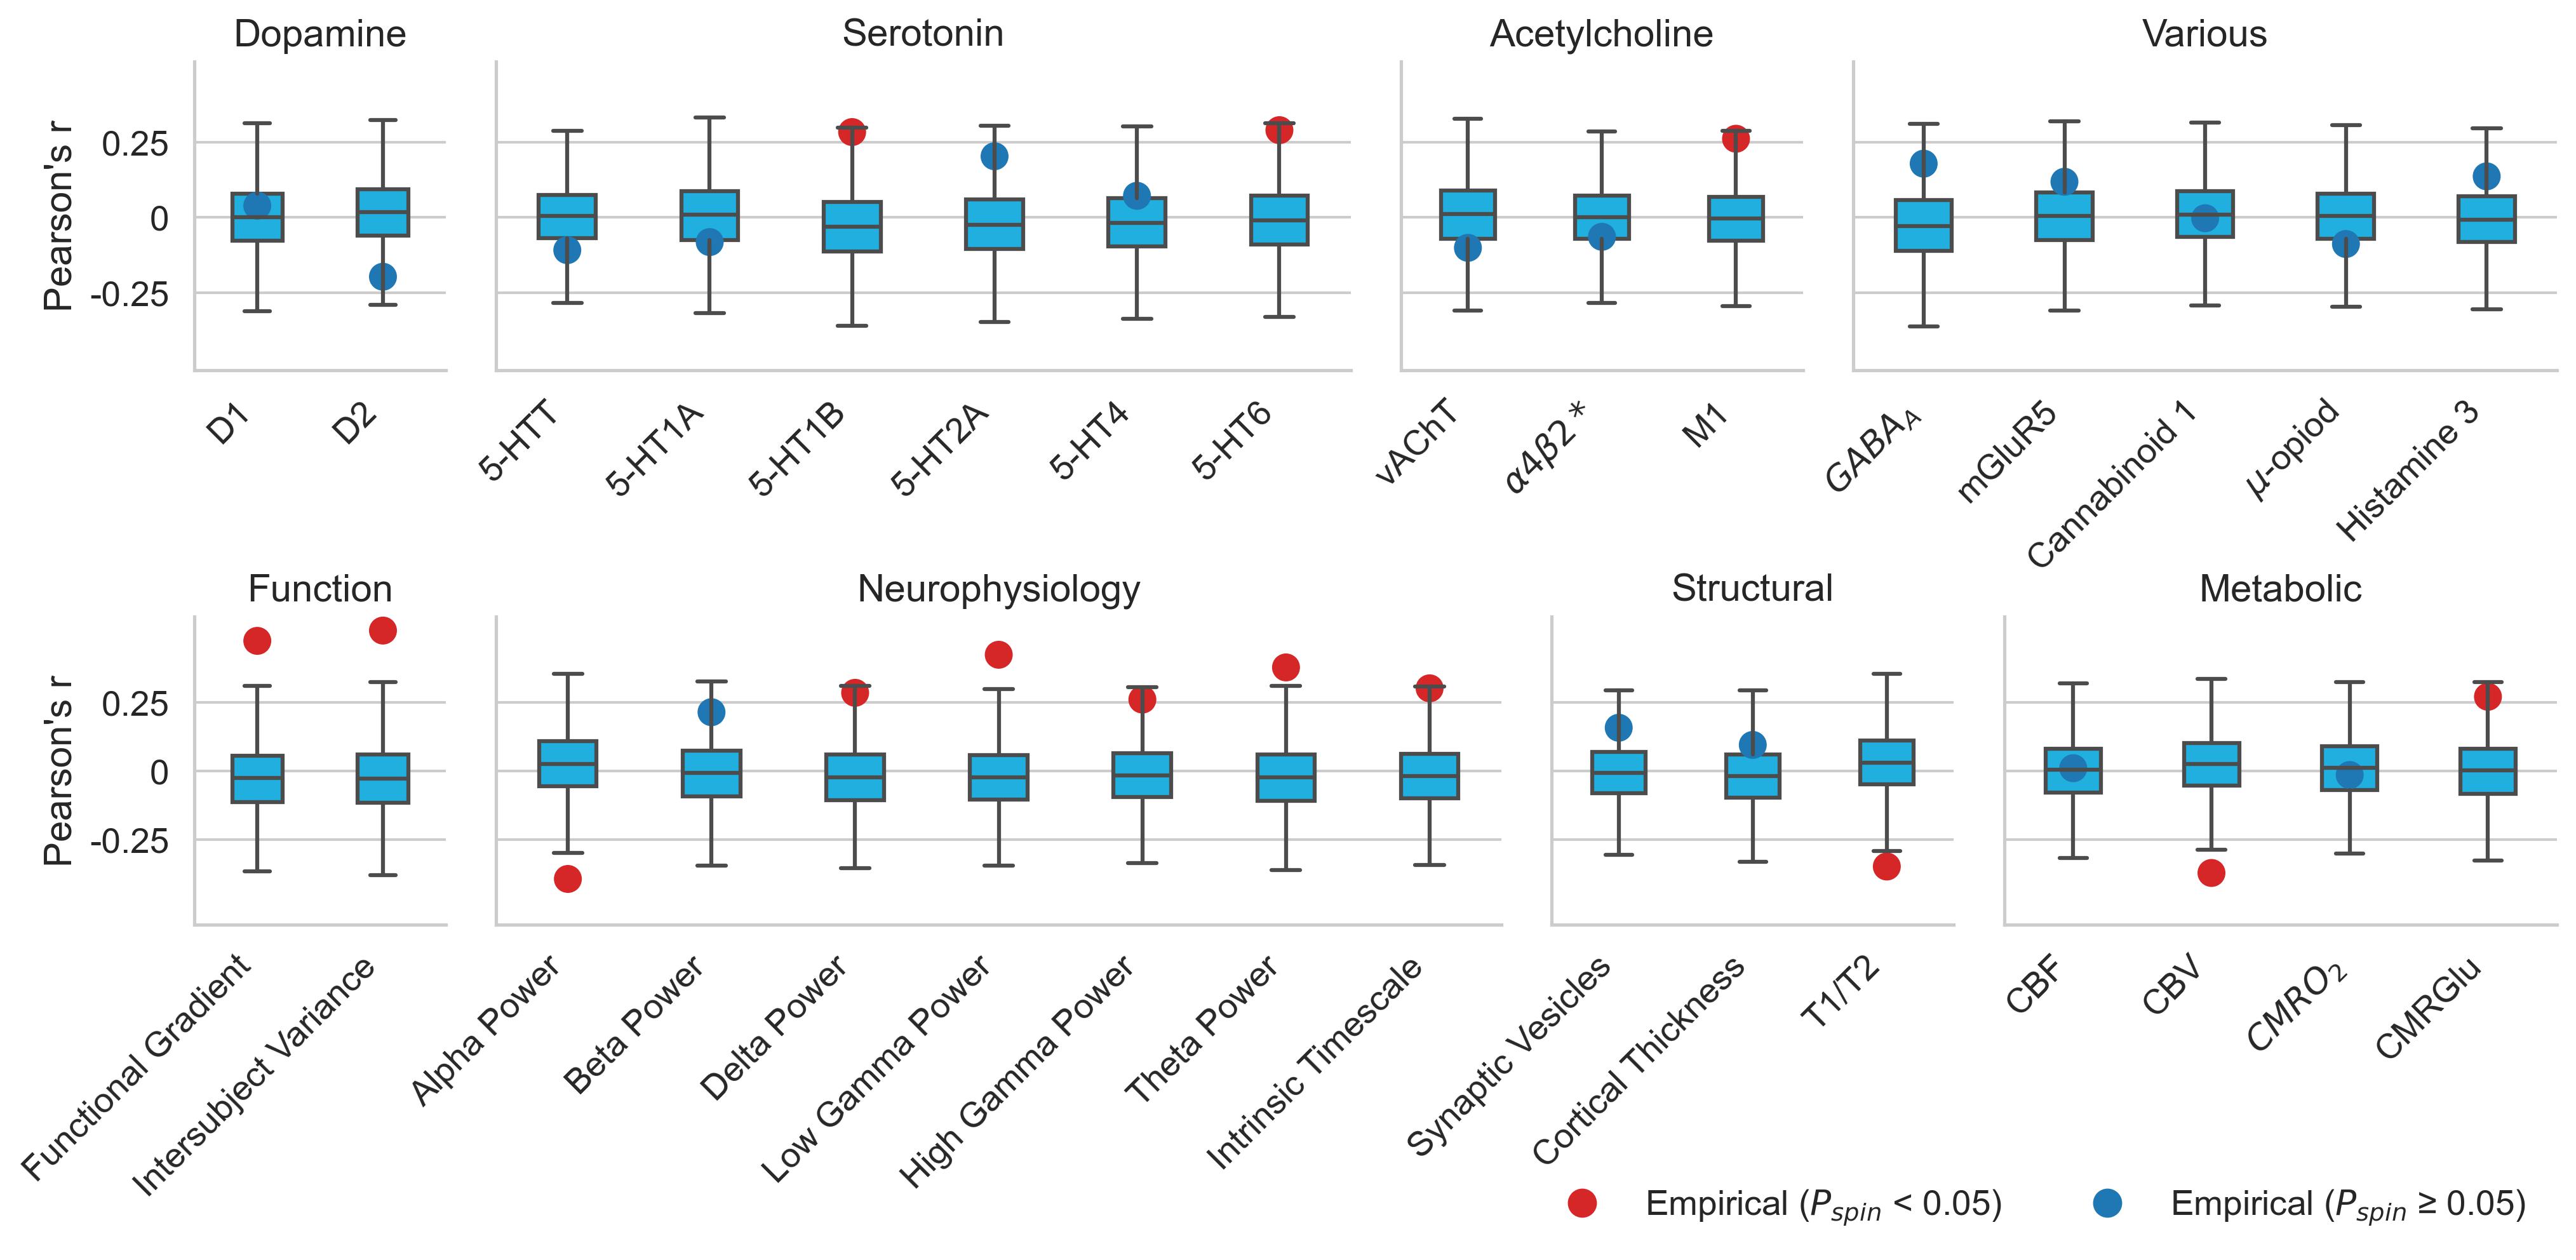 Dopamine
Serotonin
Acetylcholine
Various
Pearson's r
0.25
0
-0.25
D1
D2
5-HTT
5-HT1A
5-HT1B
5-HT2A
5-HT4
5-HT6
vAChT
α4β2*
M1
GABA_A
mGluR5
Cannabinoid 1
μ-opiod
Histamine 3
Function
Neurophysiology
Structural
Metabolic
Pearson's r
0.25
0
-0.25
Functional Gradient
Intersubject Variance
Alpha Power
Beta Power
Delta Power
Low Gamma Power
High Gamma Power
Theta Power
Intrinsic Timescale
Synaptic Vesicles
Cortical Thickness
T1/T2
CBF
CBV
CMRO₂
CMRGlu
Empirical (P_spin < 0.05)
Empirical (P_spin ≥ 0.05)